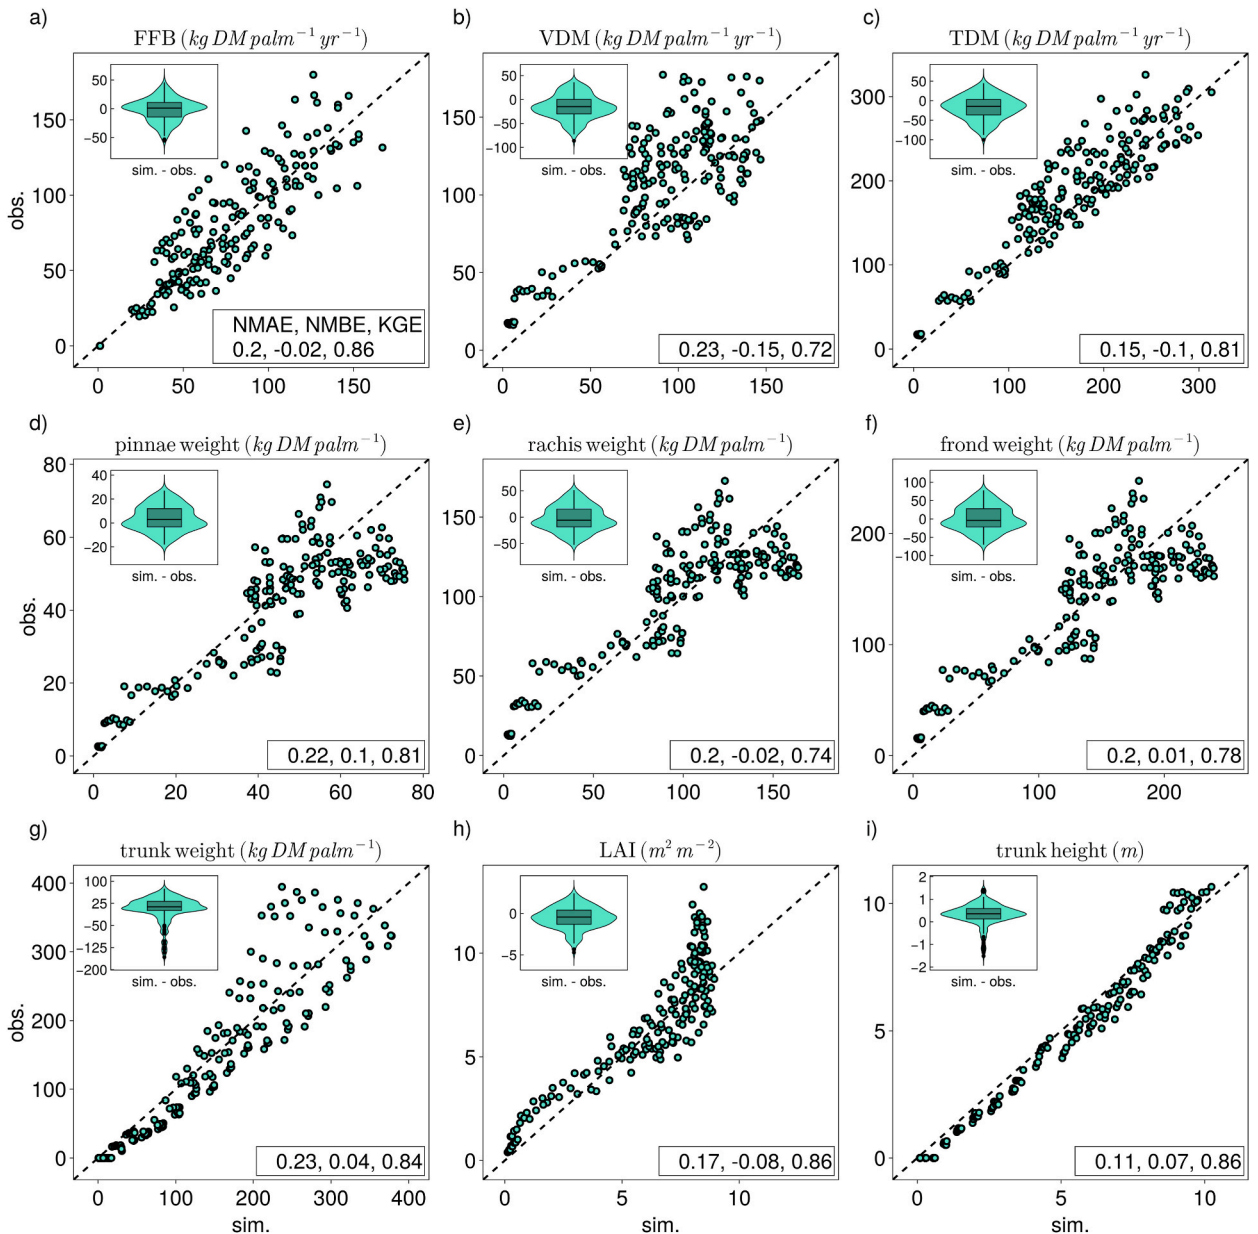 a)
FFB (kg DM palm⁻¹ yr⁻¹)
50
0
−50
sim. - obs.
150
100
50
0
obs.
NMAE, NMBE, KGE
0.2, -0.02, 0.86
0 50 100 150
b)
VDM (kg DM palm⁻¹ yr⁻¹)
50
0
−50
−100
sim. - obs.
150
100
50
0
0.23, -0.15, 0.72
0 50 100 150
c)
TDM (kg DM palm⁻¹ yr⁻¹)
50
0
−50
−100
sim. - obs.
300
200
100
0
0.15, -0.1, 0.81
0 100 200 300
d)
pinnae weight (kg DM palm⁻¹)
40
20
0
−20
sim. - obs.
80
60
40
20
0
obs.
0.22, 0.1, 0.81
0 20 40 60 80
e)
rachis weight (kg DM palm⁻¹)
50
0
−50
sim. - obs.
150
100
50
0
0.2, -0.02, 0.74
0 50 100 150
f)
frond weight (kg DM palm⁻¹)
100
50
0
−50
−100
sim. - obs.
200
100
0
0.2, 0.01, 0.78
0 100 200
g)
trunk weight (kg DM palm⁻¹)
100
25
−50
−125
−200
sim. - obs.
400
300
200
100
0
obs.
0.23, 0.04, 0.84
0 100 200 300 400
sim.
h)
LAI (m² m⁻²)
0
−5
sim. - obs.
10
5
0
0.17, -0.08, 0.86
0 5 10
sim.
i)
trunk height (m)
2
1
0
−1
−2
sim. - obs.
10
5
0
0.11, 0.07, 0.86
0 5 10
sim.